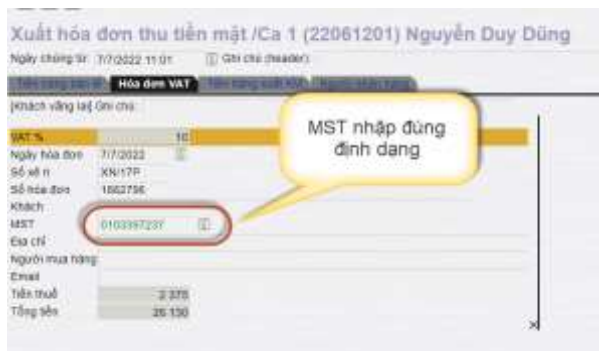 Xuất hóa đơn thu tiền mặt /Ca 1 (22061201) Nguyễn Duy Dũng
Ngày chứng từ 7/7/2022 11:01 Ghi chú (header)
Hóa đơn VAT
[Khách vãng lai] Ghi chú
MST nhập đúng
định dạng
VAT % 10
Ngày hóa đơn 7/7/2022
Số sê ri XN/17P
Số hóa đơn 1662756
Khách
MST 0103397237
Địa chỉ
Người mua hàng
Email
Tiền thuế 2 375
Tổng tiền 26 130